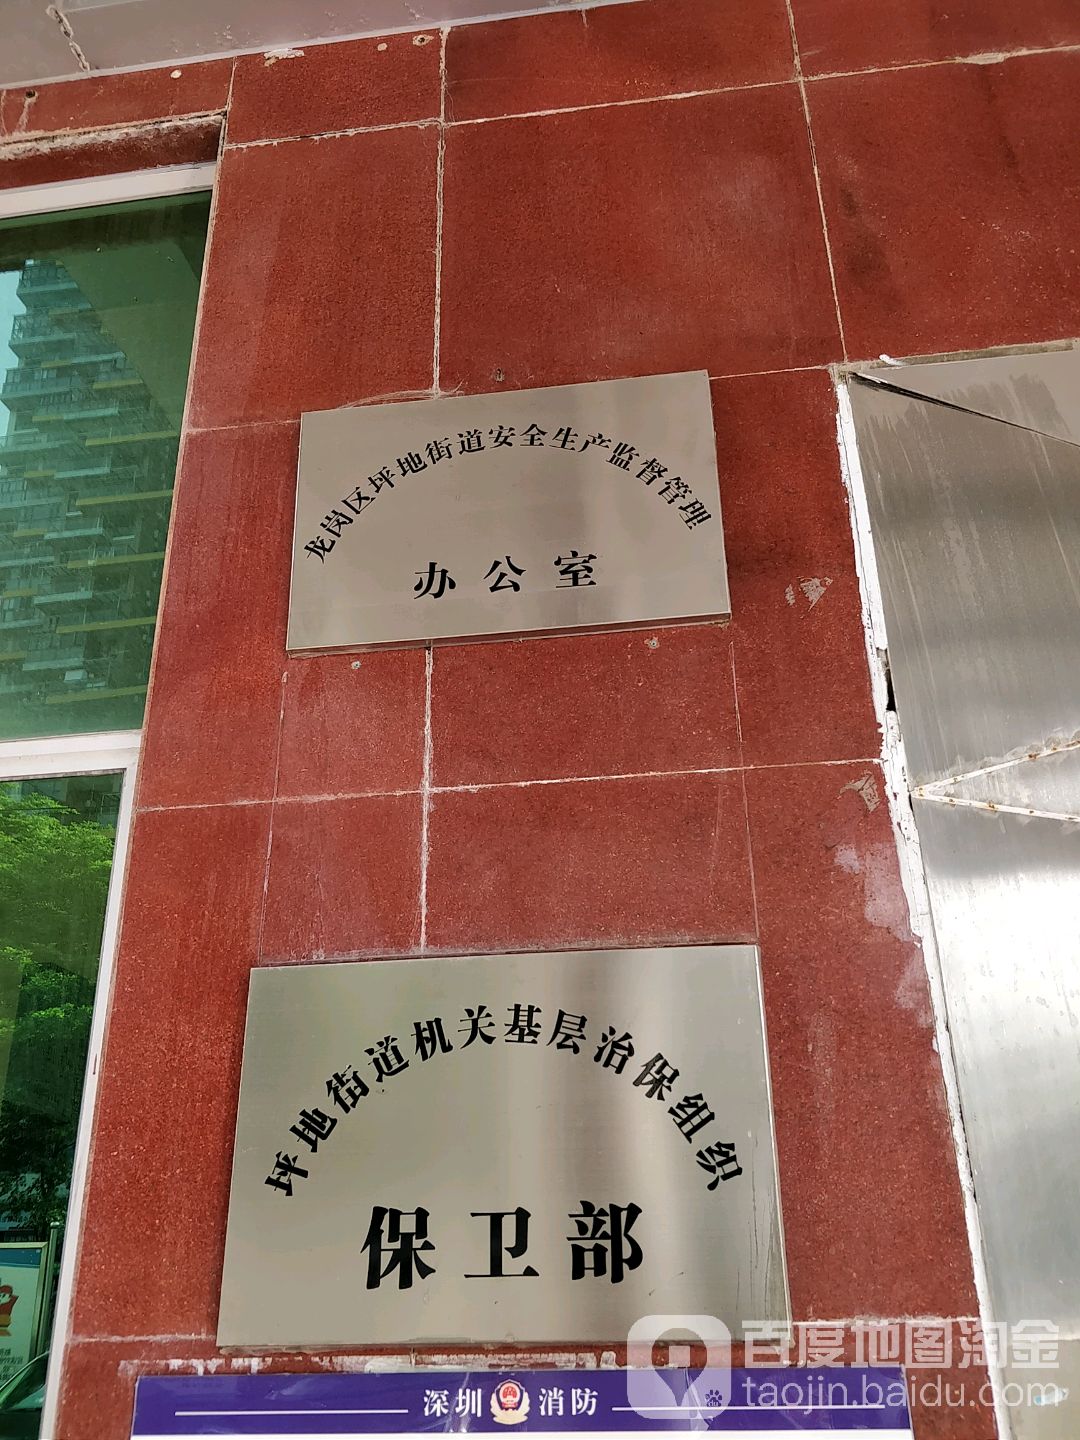 龙岗区坪地街道安全生产监督管理
办公室
坪地街道机关基层治保组织
保卫部
深圳 消防
百度地图淘金
taojin.baidu.com